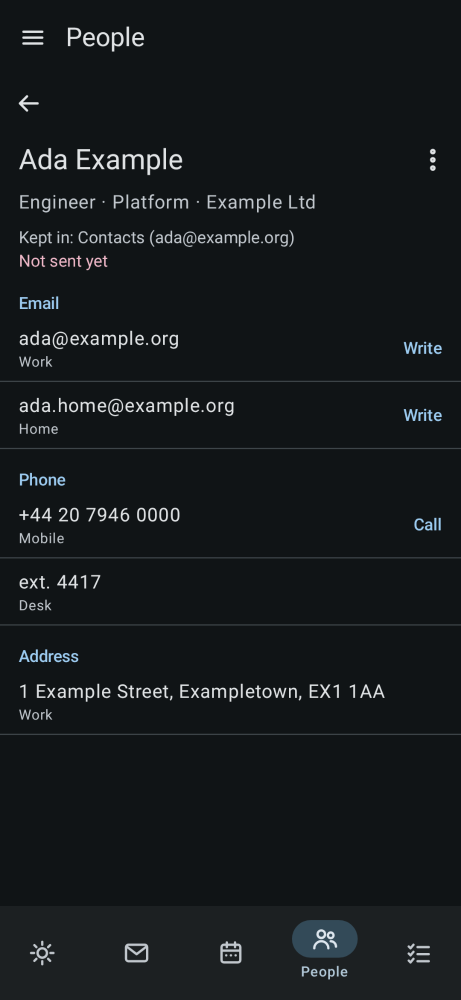 People
Ada Example
Engineer · Platform · Example Ltd
Kept in: Contacts (ada@example.org)
Not sent yet
Email
ada@example.org
Work
Write
ada.home@example.org
Home
Write
Phone
+44 20 7946 0000
Mobile
Call
ext. 4417
Desk
Address
1 Example Street, Exampletown, EX1 1AA
Work
People